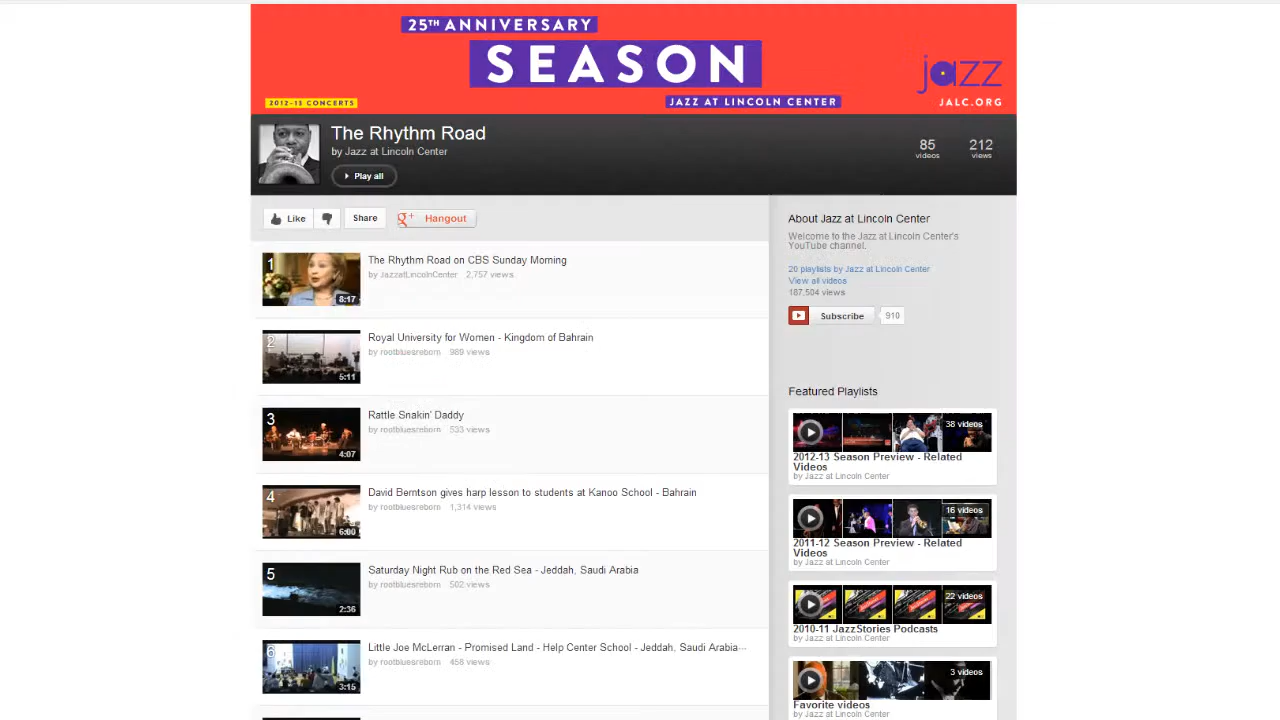 25TH ANNIVERSARY
SEASON
2012-13 CONCERTS
JAZZ AT LINCOLN CENTER
jazz
JALC.ORG
The Rhythm Road
by Jazz at Lincoln Center
Play all
85
videos
212
views
Like
Share
g+ Hangout
1
8:17
The Rhythm Road on CBS Sunday Morning
by JazzatLincolnCenter 2,757 views
2
5:11
Royal University for Women - Kingdom of Bahrain
by rootbluesreborn 989 views
3
4:07
Rattle Snakin' Daddy
by rootbluesreborn 533 views
4
6:00
David Berntson gives harp lesson to students at Kanoo School - Bahrain
by rootbluesreborn 1,314 views
5
2:36
Saturday Night Rub on the Red Sea - Jeddah, Saudi Arabia
by rootbluesreborn 502 views
6
3:15
Little Joe McLerran - Promised Land - Help Center School - Jeddah, Saudi Arabia...
by rootbluesreborn 458 views
About Jazz at Lincoln Center
Welcome to the Jazz at Lincoln Center's
YouTube channel.
20 playlists by Jazz at Lincoln Center
View all videos
187,504 views
Subscribe
910
Featured Playlists
38 videos
2012-13 Season Preview - Related
Videos
by Jazz at Lincoln Center
16 videos
2011-12 Season Preview - Related
Videos
by Jazz at Lincoln Center
22 videos
2010-11 JazzStories Podcasts
by Jazz at Lincoln Center
3 videos
Favorite videos
by Jazz at Lincoln Center